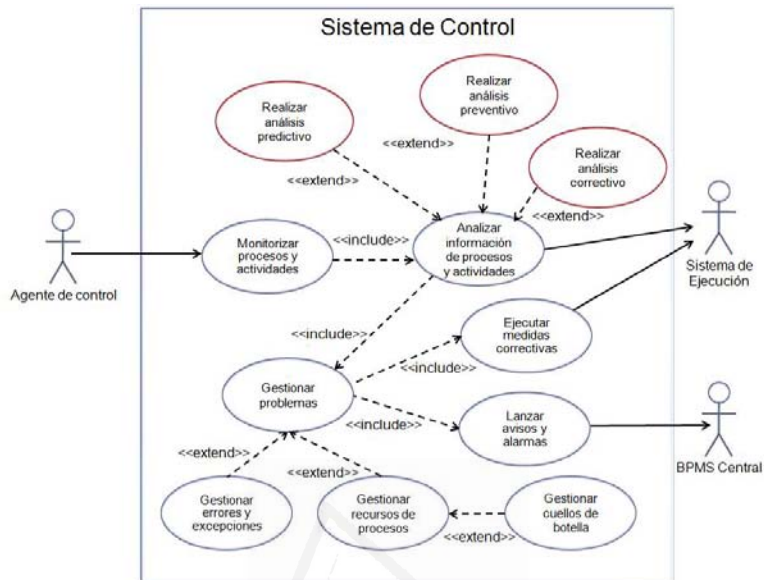 Sistema de Control
Realizar
análisis
predictivo
Realizar
análisis
preventivo
Realizar
análisis
correctivo
<<extend>>
<<extend>>
<<extend>>
Monitorizar
procesos y
actividades
<<include>>
Analizar
información
de procesos
y actividades
Agente de control
Sistema de
Ejecución
<<include>>
Ejecutar
medidas
correctivas
<<include>>
Gestionar
problemas
<<include>>
Lanzar
avisos y
alarmas
BPMS Central
<<extend>>
<<extend>>
Gestionar
errores y
excepciones
Gestionar
recursos de
procesos
Gestionar
cuellos de
botella
<<extend>>